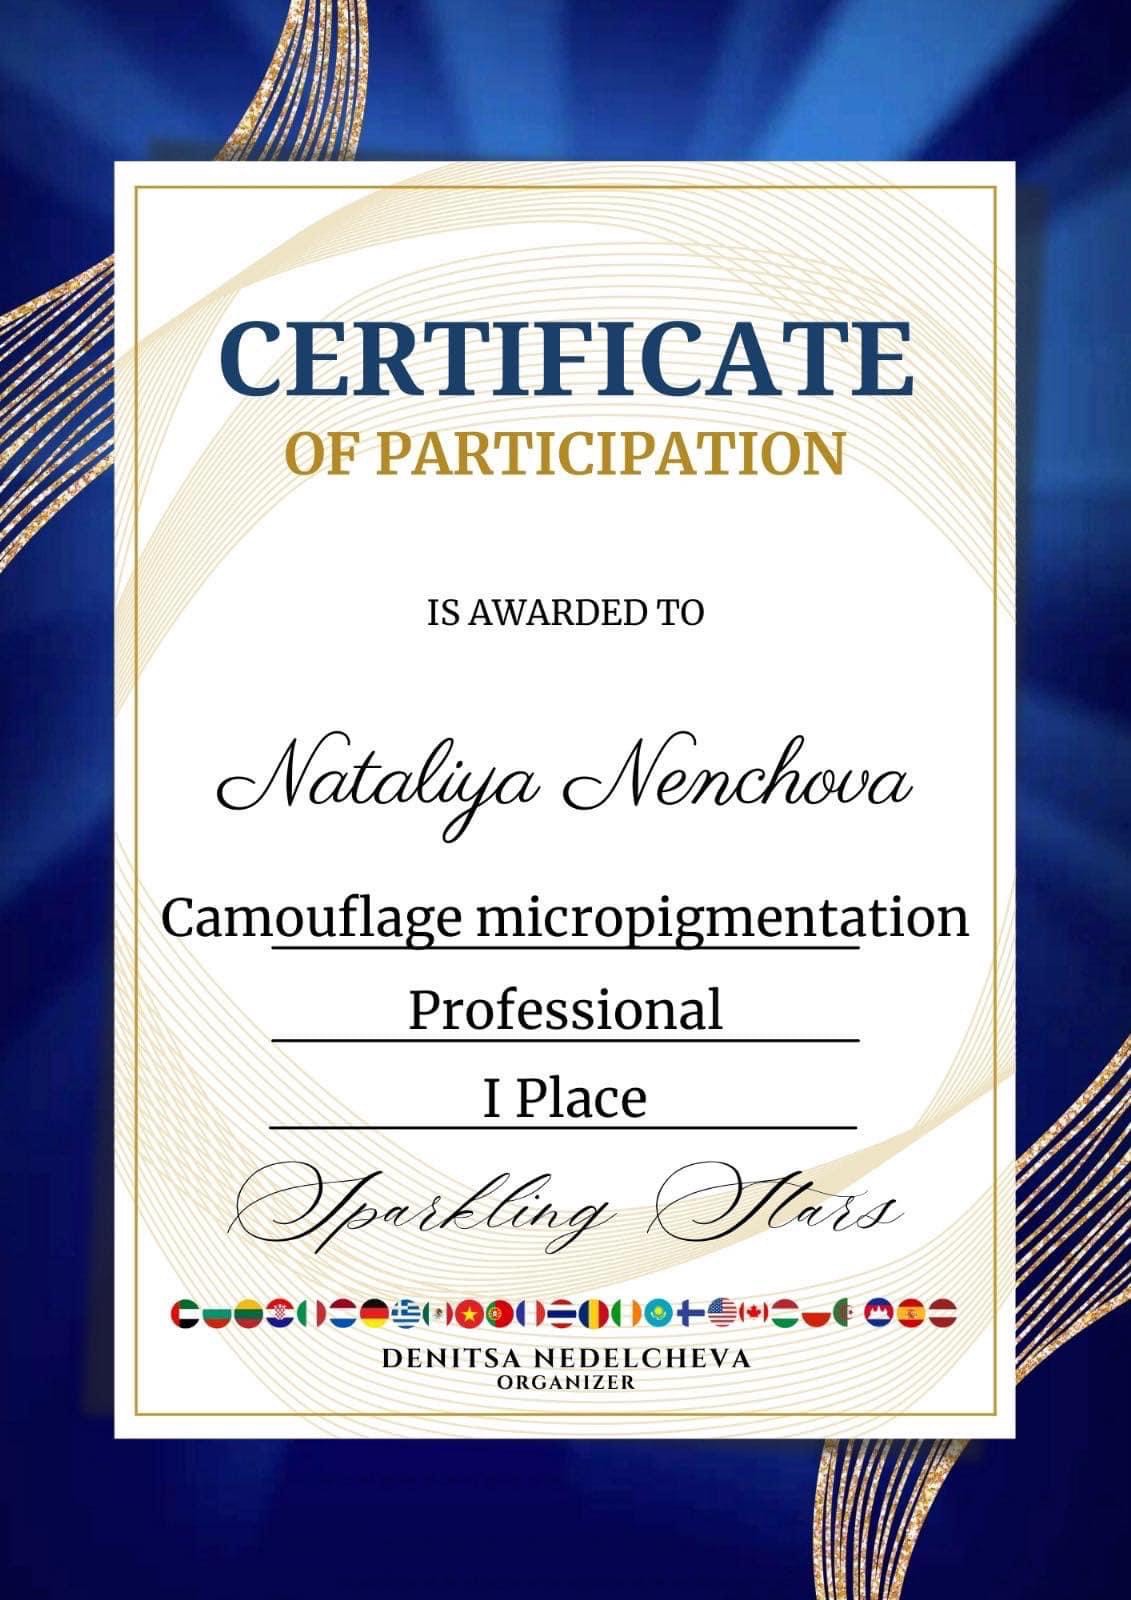 CERTIFICATE
OF PARTICIPATION
IS AWARDED TO
Nataliya Nenchova
Camouflage micropigmentation
Professional
I Place
Sparkling Stars
DENITSA NEDELCHEVA
ORGANIZER